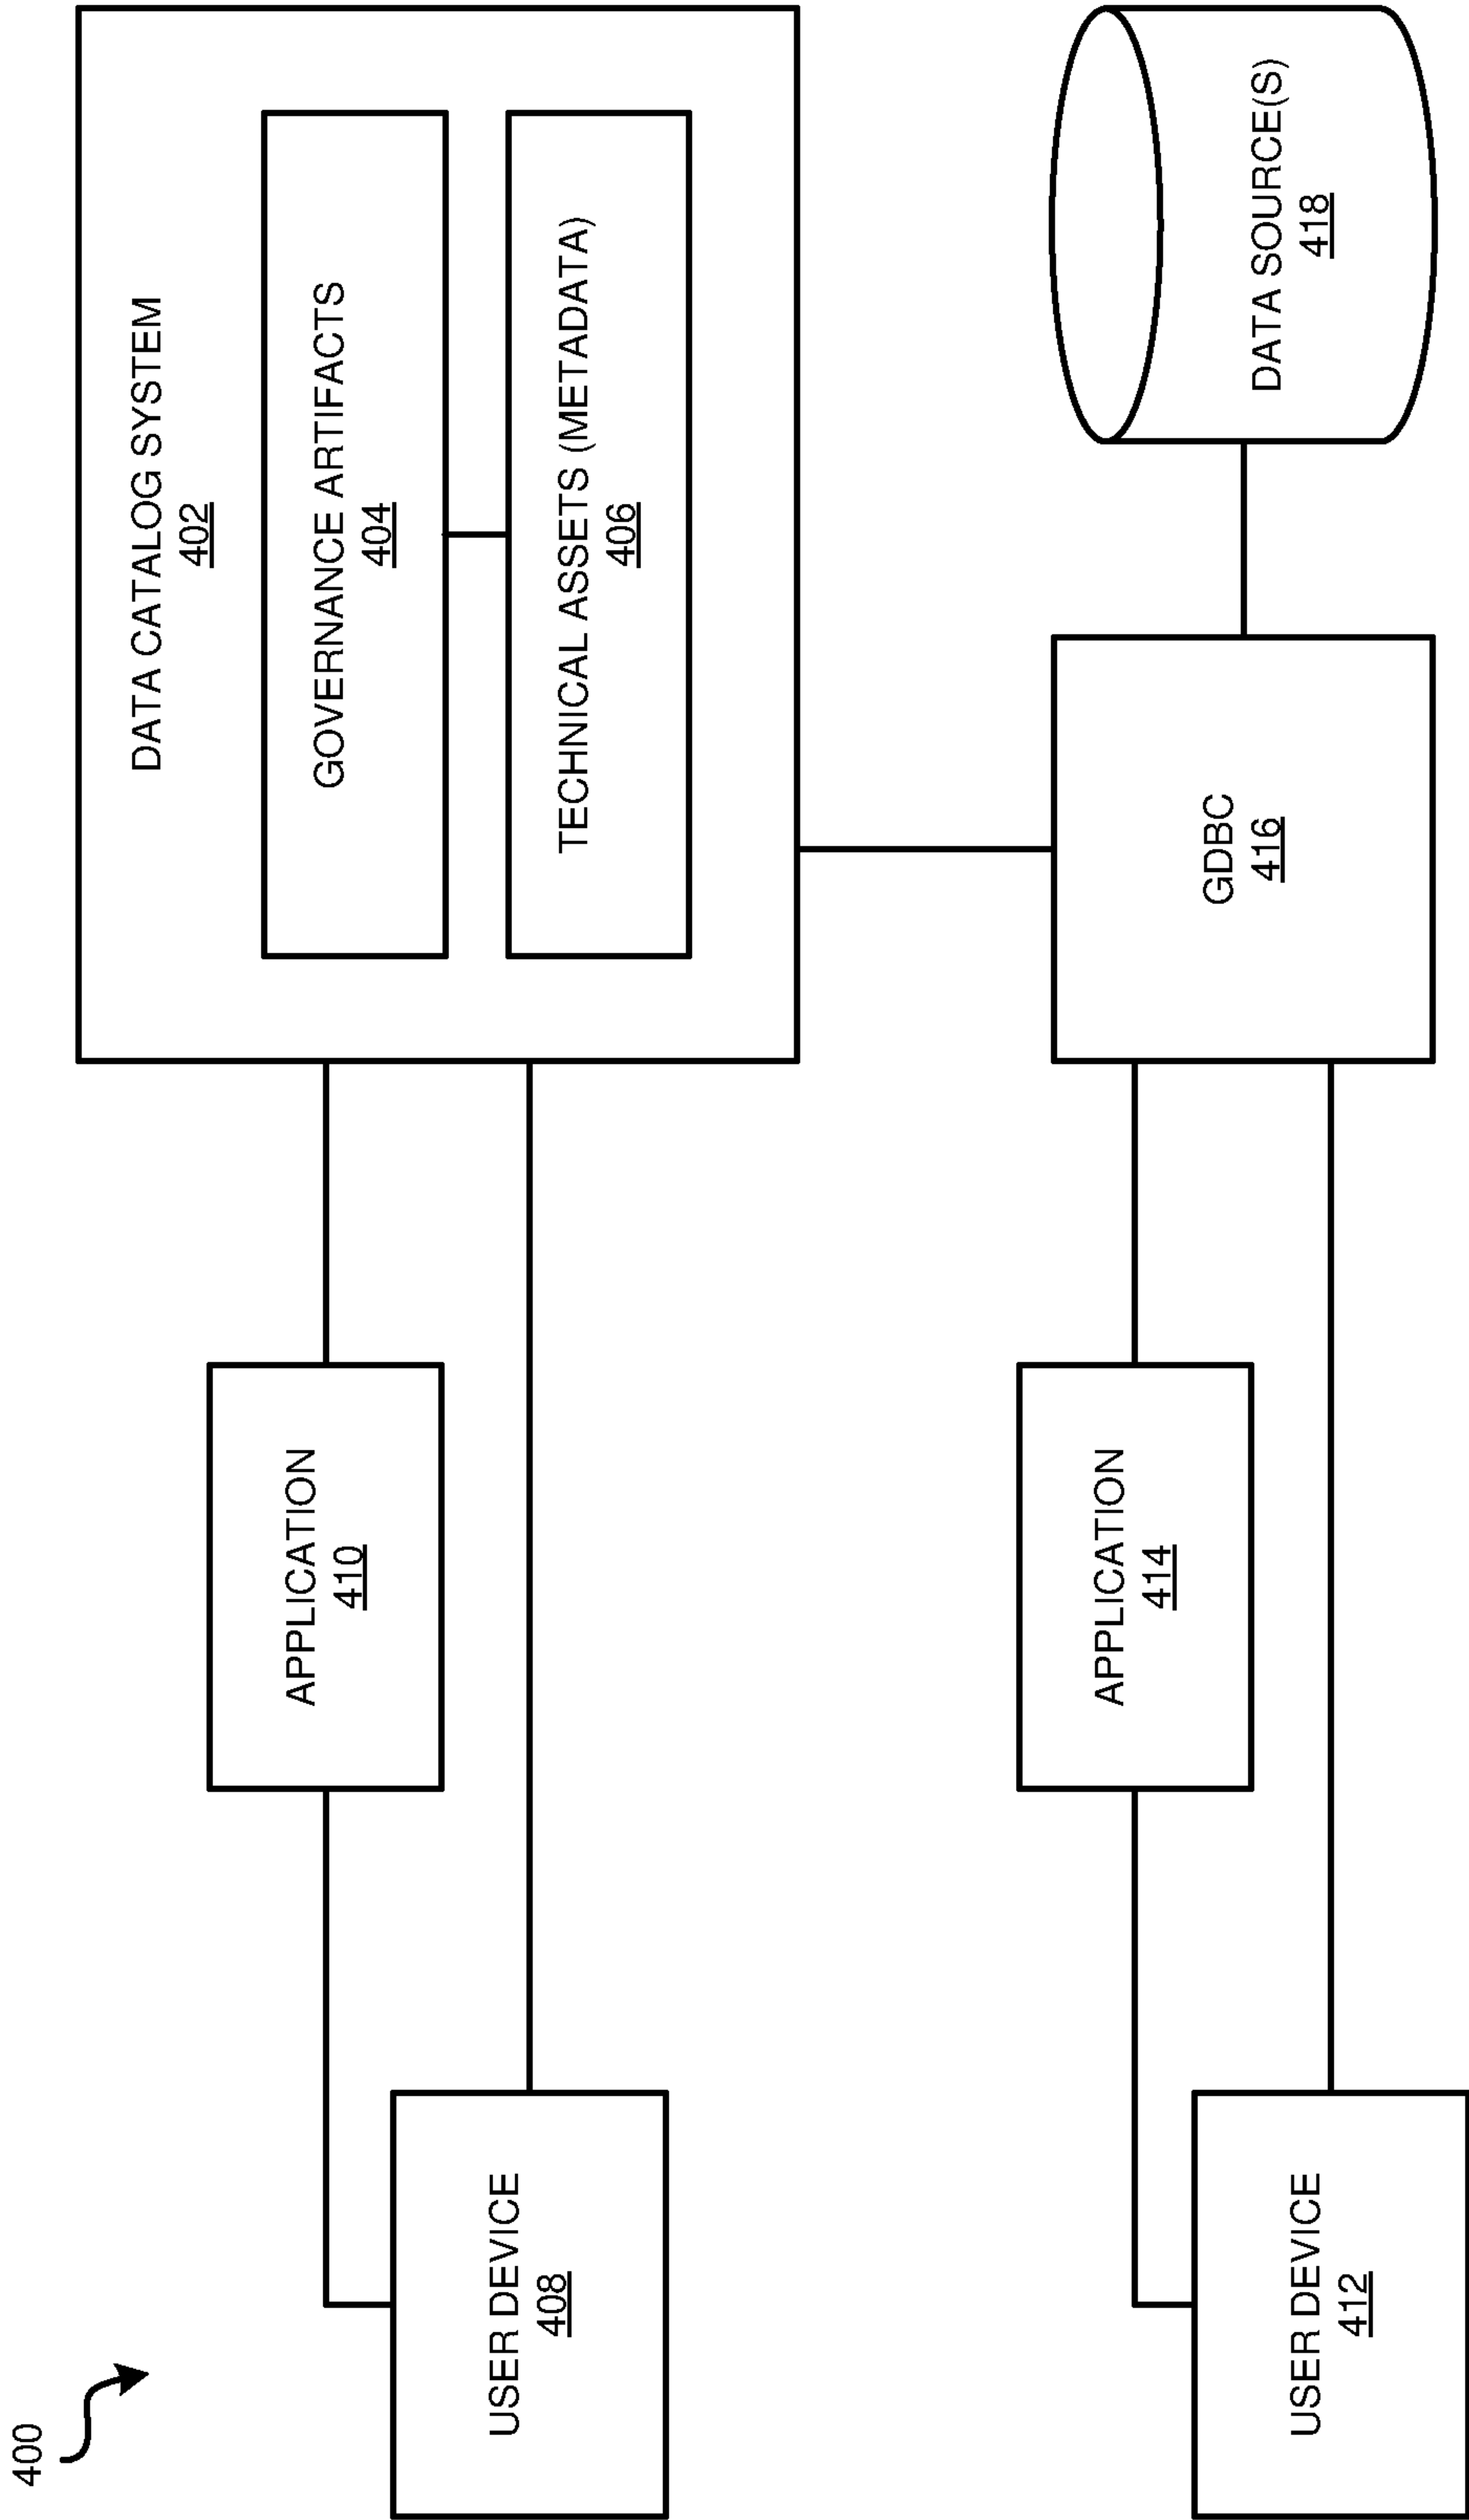 400
DATA CATALOG SYSTEM
402
GOVERNANCE ARTIFACTS
404
TECHNICAL ASSETS (METADATA)
406
APPLICATION
410
USER DEVICE
408
APPLICATION
414
USER DEVICE
412
GDBC
416
DATA SOURCE(S)
418